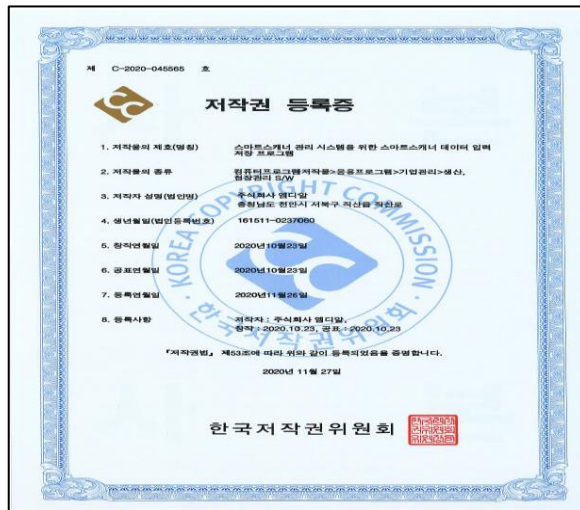 제 C-2020-045565 호
저작권 등록증
1. 저작물의 제호(명칭) 스마트스캐너 관리 시스템을 위한 스마트스캐너 데이터 입력
저장 프로그램
2. 저작물의 종류 컴퓨터프로그램저작물>응용프로그램>기업관리>생산,
현장관리 S/W
3. 저작자 성명(법인명) 주식회사 엠디알
충청남도 천안시 서북구 직산읍 직산로
4. 생년월일(법인등록번호) 161511-0237060
5. 창작연월일 2020년10월23일
6. 공표연월일 2020년10월23일
7. 등록연월일 2020년11월26일
8. 등록사항 저작자 : 주식회사 엠디알,
창작 : 2020.10.23, 공표 : 2020.10.23
『저작권법』 제53조에 따라 위와 같이 등록되었음을 증명합니다.
2020년 11월 27일
한국저작권위원회
KOREA COPYRIGHT COMMISSION
한국저작권위원회